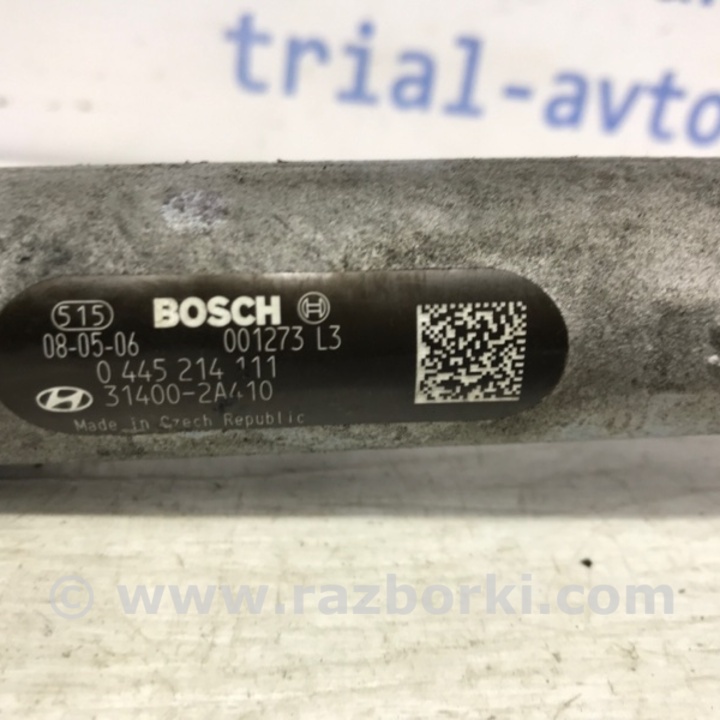 trial-avto
515 BOSCH
08-05-06 001273 L3
0 445 214 111
31400-2A410
Made in Czech Republic
© www.razborki.com